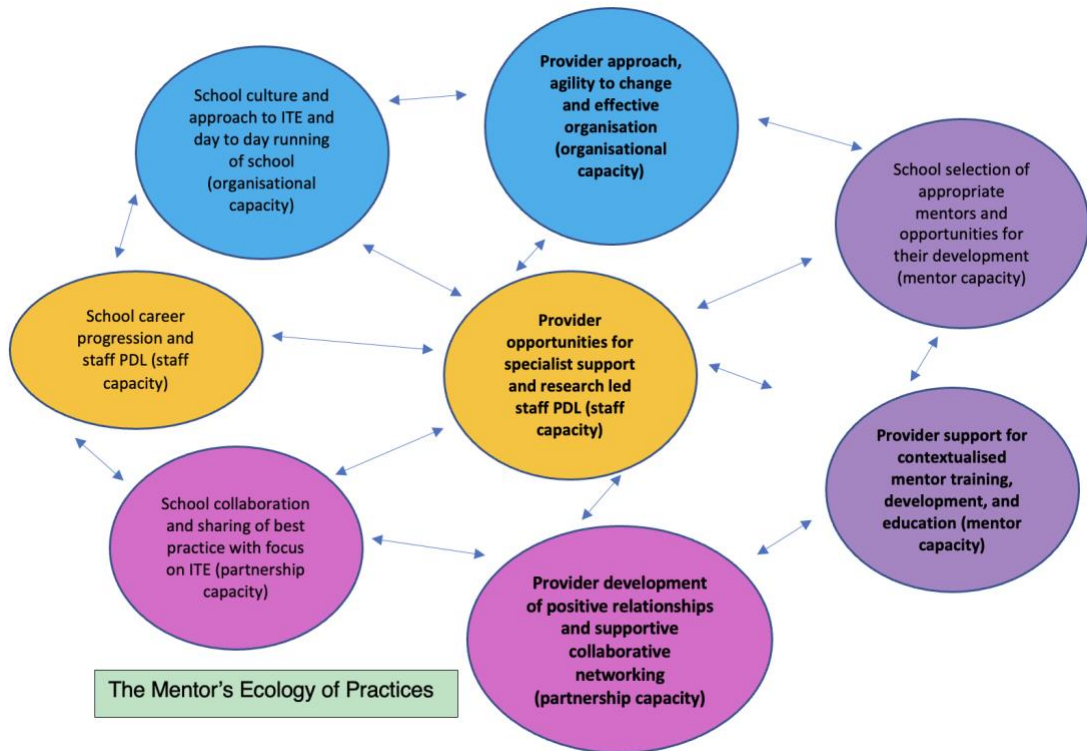 School culture and
approach to ITE and
day to day running
of school
(organisational
capacity)
Provider approach,
agility to change
and effective
organisation
(organisational
capacity)
School selection of
appropriate
mentors and
opportunities for
their development
(mentor capacity)
School career
progression and
staff PDL (staff
capacity)
Provider
opportunities for
specialist support
and research led
staff PDL (staff
capacity)
Provider support for
contextualised
mentor training,
development, and
education (mentor
capacity)
School collaboration
and sharing of best
practice with focus
on ITE (partnership
capacity)
Provider development
of positive relationships
and supportive
collaborative
networking
(partnership capacity)
The Mentor’s Ecology of Practices